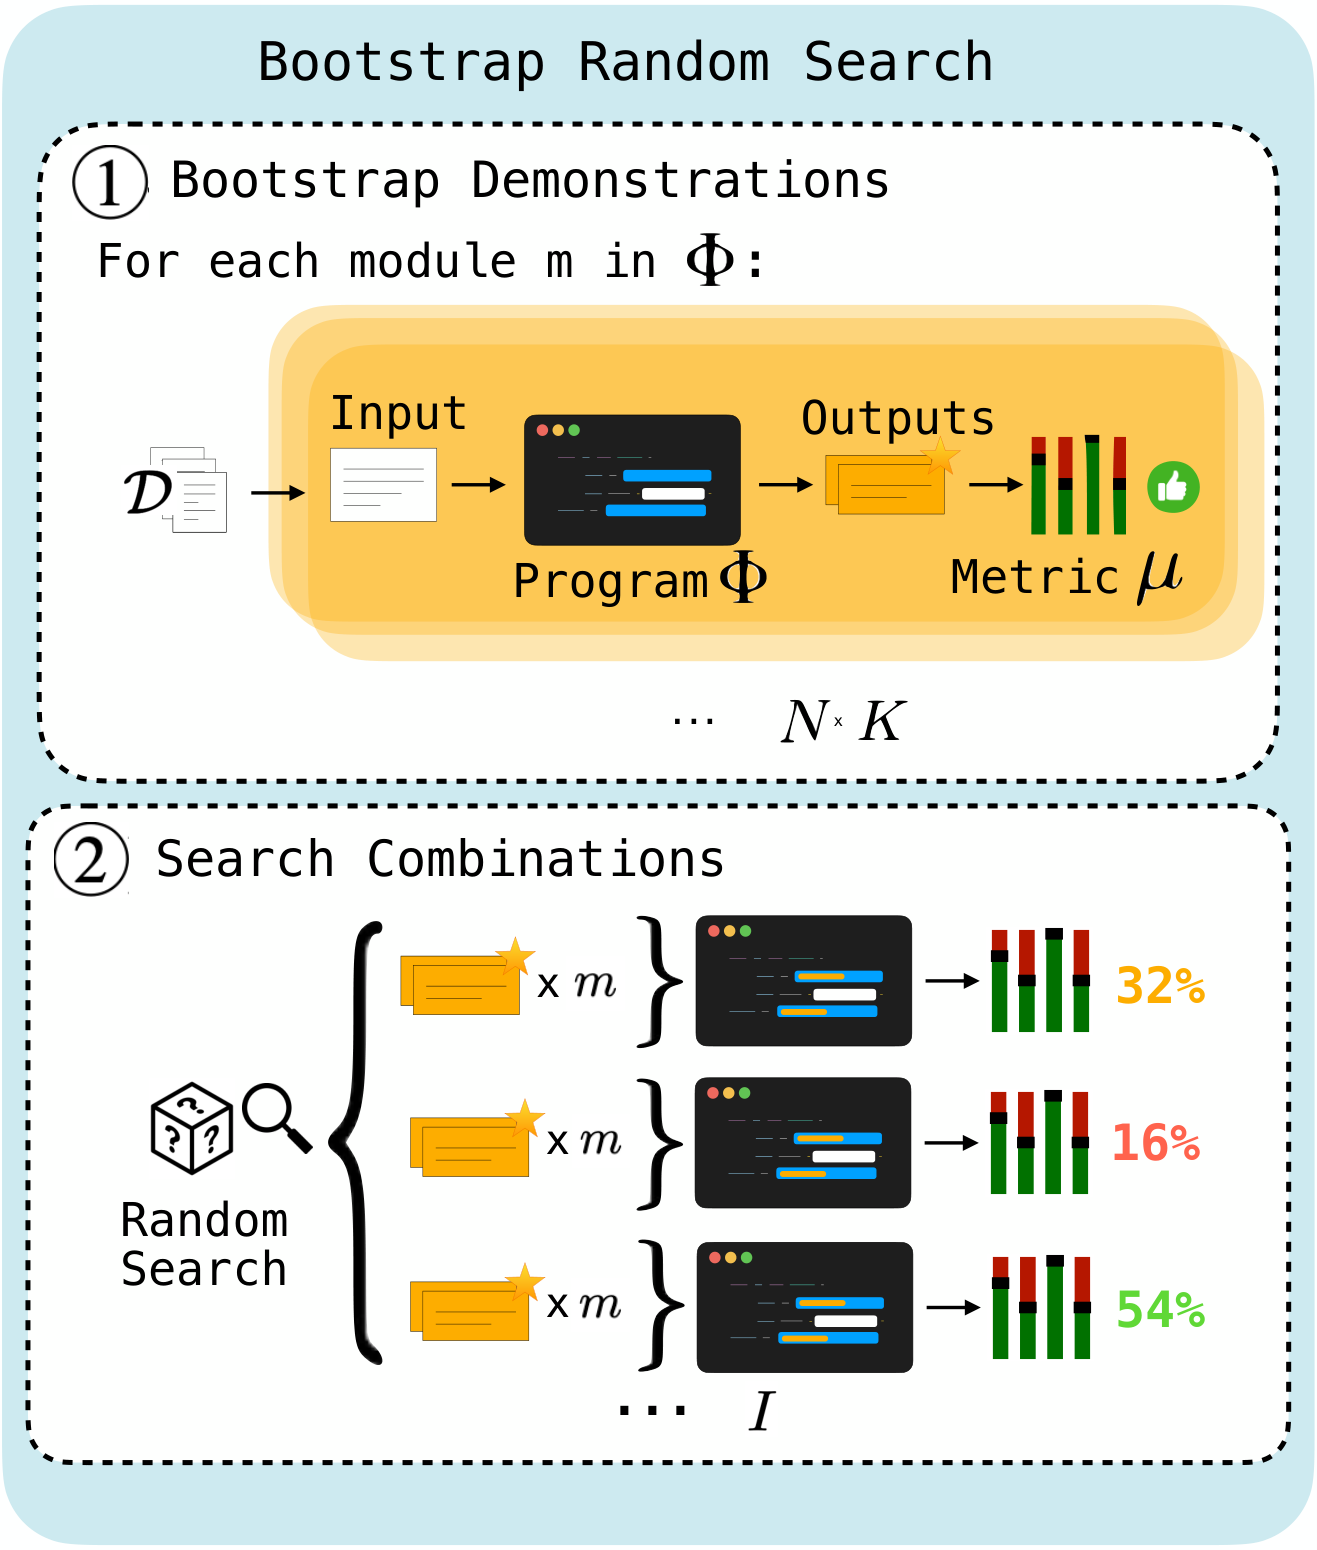 Bootstrap Random Search
1 Bootstrap Demonstrations
For each module m in Φ:
Input
Outputs
D
Program Φ
Metric μ
... N x K
2 Search Combinations
x m
32%
x m
16%
Random
Search
x m
54%
... I